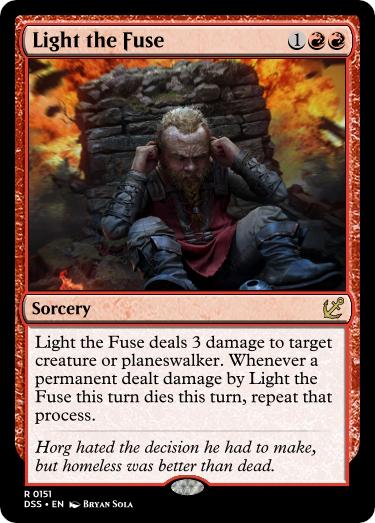 Light the Fuse 1
Sorcery
Light the Fuse deals 3 damage to target
creature or planeswalker. Whenever a
permanent dealt damage by Light the
Fuse this turn dies this turn, repeat that
process.
Horg hated the decision he had to make,
but homeless was better than dead.
R 0151
DSS • EN Bryan Sola